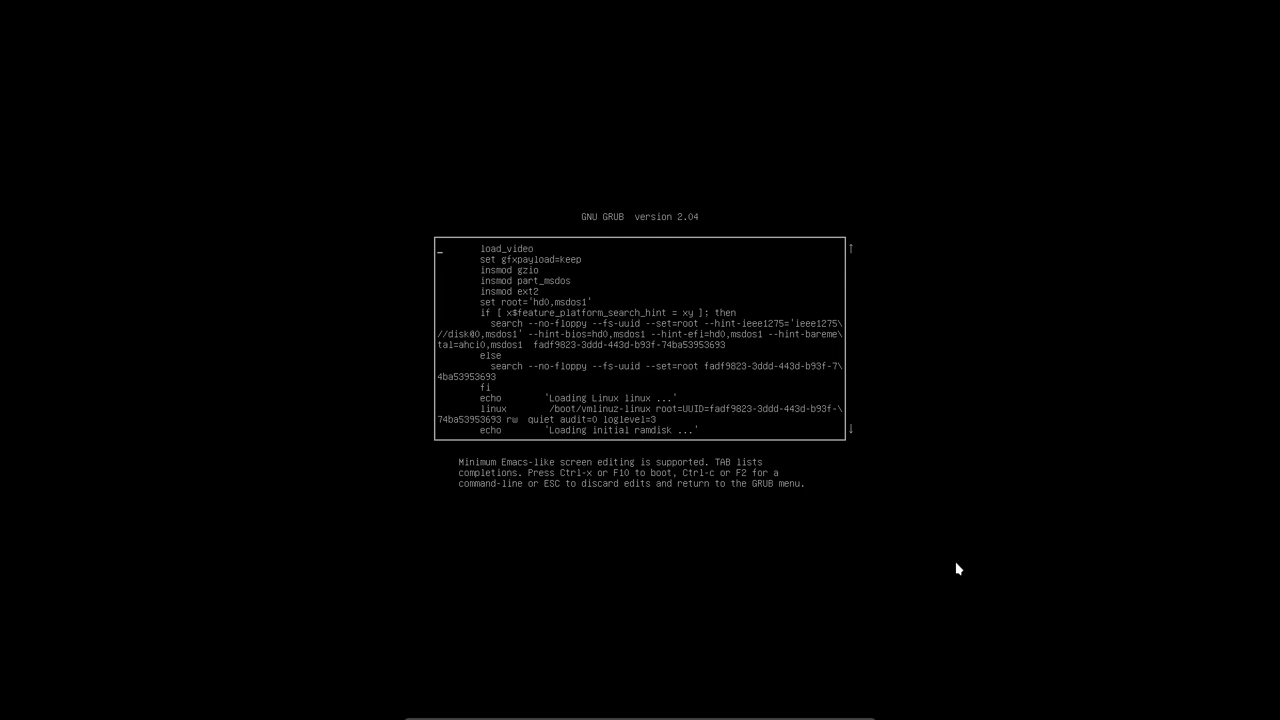 GNU GRUB  version 2.04
load_video
set gfxpayload=keep
insmod gzio
insmod part_msdos
insmod ext2
set root='hd0,msdos1'
if [ x$feature_platform_search_hint = xy ]; then
search --no-floppy --fs-uuid --set=root --hint-ieee1275='ieee1275\
//disk@0,msdos1' --hint-bios=hd0,msdos1 --hint-efi=hd0,msdos1 --hint-bareme\
tal=ahci0,msdos1  fadf9823-3ddd-443d-b93f-74ba53953693
else
search --no-floppy --fs-uuid --set=root fadf9823-3ddd-443d-b93f-7\
4ba53953693
fi
echo        'Loading Linux linux ...'
linux        /boot/vmlinuz-linux root=UUID=fadf9823-3ddd-443d-b93f-\
74ba53953693 rw  quiet audit=0 loglevel=3
echo        'Loading initial ramdisk ...'
Minimum Emacs-like screen editing is supported. TAB lists
completions. Press Ctrl-x or F10 to boot, Ctrl-c or F2 for a
command-line or ESC to discard edits and return to the GRUB menu.